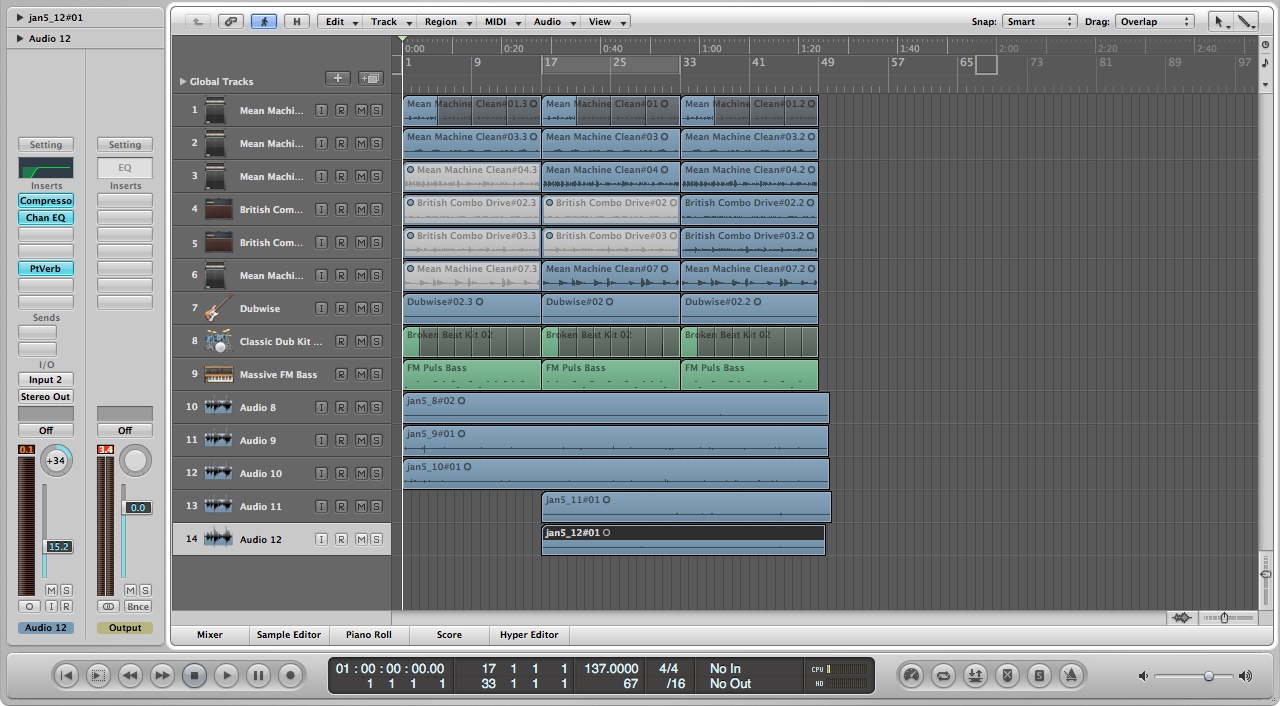 jan5_12#01
Audio 12
H
Edit
Track
Region
MIDI
Audio
View
Snap: Smart
Drag: Overlap
0:00 0:20 0:40 1:00 1:20 1:40 2:00 2:20 2:40
1 9 17 25 33 41 49 57 65 73 81 89 97
Global Tracks
1 Mean Machi... I R M S
Mean Machine Clean#01.3 Mean Machine Clean#01 Mean Machine Clean#01.2
2 Mean Machi... I R M S
Mean Machine Clean#03.3 Mean Machine Clean#03 Mean Machine Clean#03.2
3 Mean Machi... I R M S
Mean Machine Clean#04.3 Mean Machine Clean#04 Mean Machine Clean#04.2
4 British Com... I R M S
British Combo Drive#02.3 British Combo Drive#02 British Combo Drive#02.2
5 British Com... I R M S
British Combo Drive#03.3 British Combo Drive#03 British Combo Drive#03.2
6 Mean Machi... I R M S
Mean Machine Clean#07.3 Mean Machine Clean#07 Mean Machine Clean#07.2
7 Dubwise I R M S
Dubwise#02.3 Dubwise#02 Dubwise#02.2
8 Classic Dub Kit ... R M S
Broken Beat Kit 02 Broken Beat Kit 02 Broken Beat Kit 02
9 Massive FM Bass R M S
FM Puls Bass FM Puls Bass FM Puls Bass
10 Audio 8 I R M S
jan5_8#02
11 Audio 9 I R M S
jan5_9#01
12 Audio 10 I R M S
jan5_10#01
13 Audio 11 I R M S
jan5_11#01
14 Audio 12 I R M S
jan5_12#01
Setting Setting
EQ
Inserts Inserts
Compresso
Chan EQ
PtVerb
Sends
I/O
Input 2
Stereo Out
Off Off
0.1 3.4
+34
0.0
15.2
M S M S
I R Bnce
Audio 12 Output
Mixer Sample Editor Piano Roll Score Hyper Editor
01 : 00 : 00 : 00.00 17 1 1 1 137.0000 4/4 No In CPU
1 1 1 1 33 1 1 1 67 /16 No Out HD
S